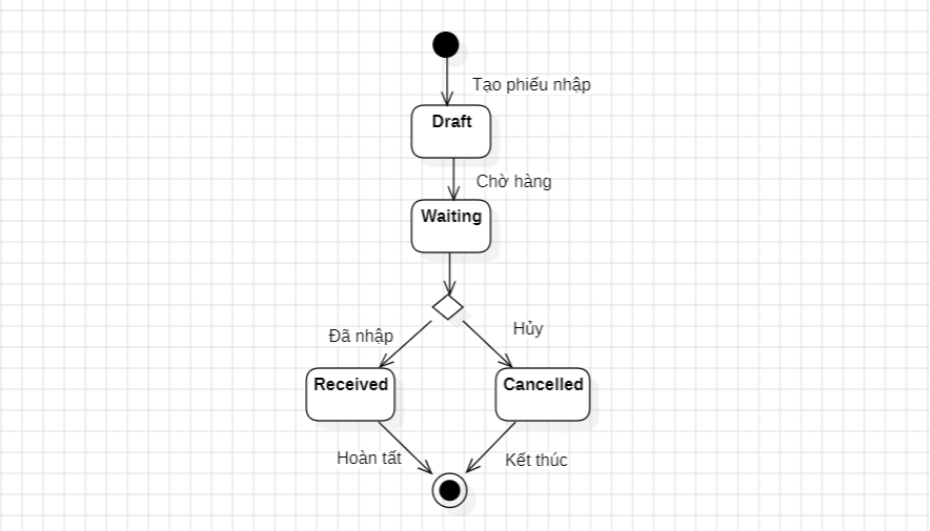 Tạo phiếu nhập
Draft
Chờ hàng
Waiting
Đã nhập
Hủy
Received
Cancelled
Hoàn tất
Kết thúc